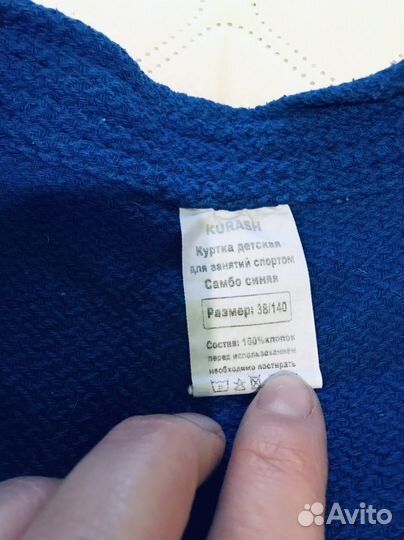 KURASH
Куртка детская
для занятий спортом
Самбо синяя
Размер: 38/140
Состав: 100%хлопок
перед использованием
необходимо постирать
Avito